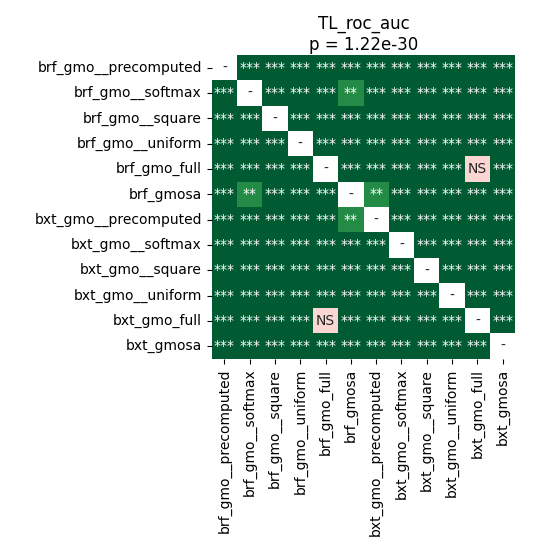 TL_roc_auc
p = 1.22e-30
brf_gmo__precomputed - *** *** *** *** *** *** *** *** *** *** ***
brf_gmo__softmax *** - *** *** *** ** *** *** *** *** *** ***
brf_gmo__square *** *** - *** *** *** *** *** *** *** *** ***
brf_gmo__uniform *** *** *** - *** *** *** *** *** *** *** ***
brf_gmo_full *** *** *** *** - *** *** *** *** *** NS ***
brf_gmosa *** ** *** *** *** - ** *** *** *** *** ***
bxt_gmo__precomputed *** *** *** *** *** ** - *** *** *** *** ***
bxt_gmo__softmax *** *** *** *** *** *** *** - *** *** *** ***
bxt_gmo__square *** *** *** *** *** *** *** *** - *** *** ***
bxt_gmo__uniform *** *** *** *** *** *** *** *** *** - *** ***
bxt_gmo_full *** *** *** *** NS *** *** *** *** *** - ***
bxt_gmosa *** *** *** *** *** *** *** *** *** *** *** -
brf_gmo__precomputed
brf_gmo__softmax
brf_gmo__square
brf_gmo__uniform
brf_gmo_full
brf_gmosa
bxt_gmo__precomputed
bxt_gmo__softmax
bxt_gmo__square
bxt_gmo__uniform
bxt_gmo_full
bxt_gmosa